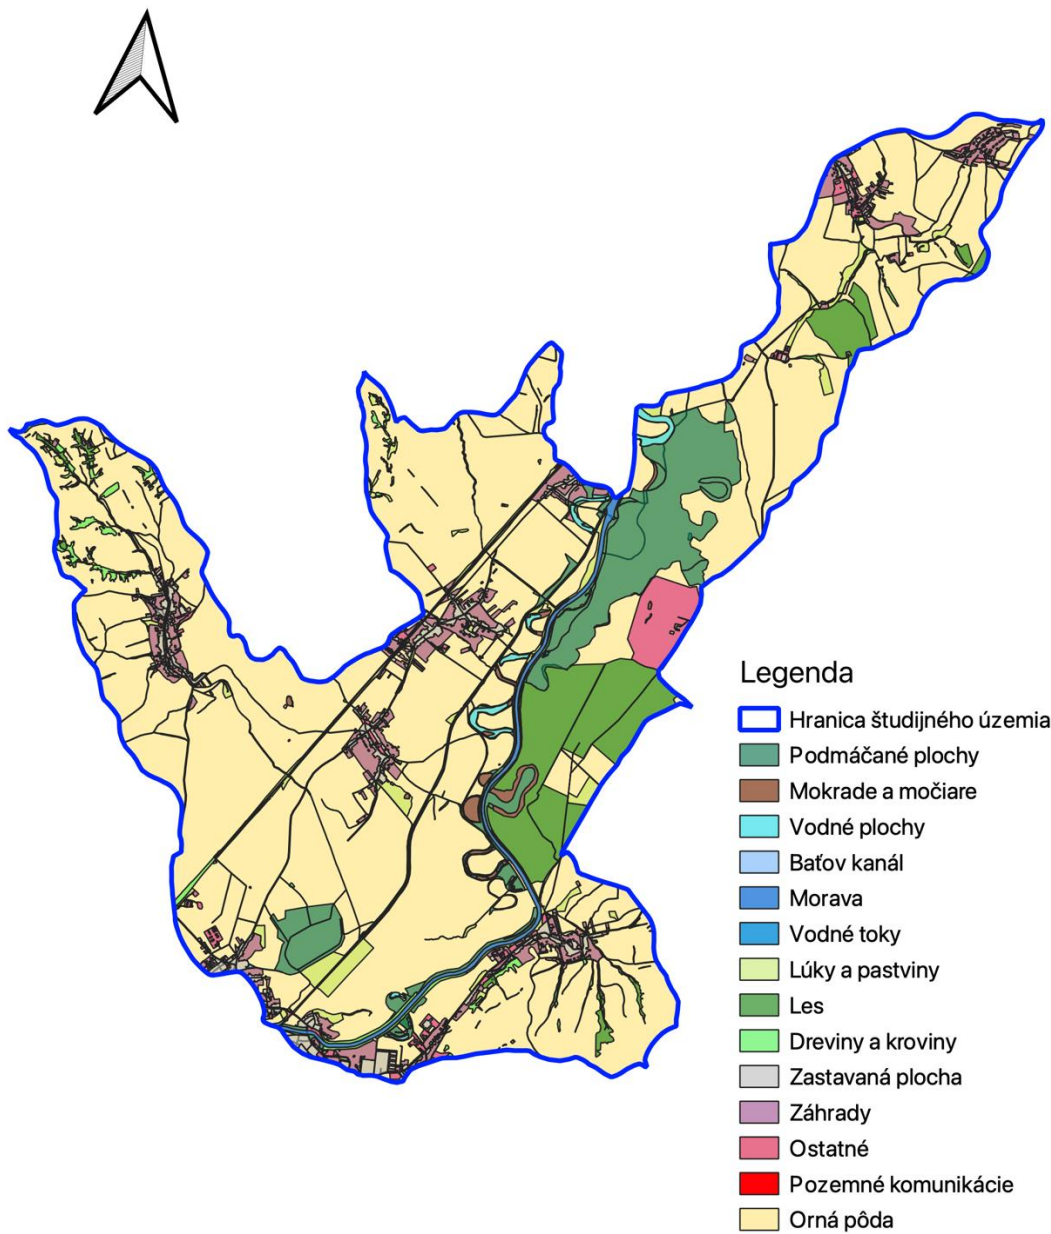 Legenda
Hranica študijného územia
Podmáčané plochy
Mokrade a močiare
Vodné plochy
Baťov kanál
Morava
Vodné toky
Lúky a pastviny
Les
Dreviny a kroviny
Zastavaná plocha
Záhrady
Ostatné
Pozemné komunikácie
Orná pôda